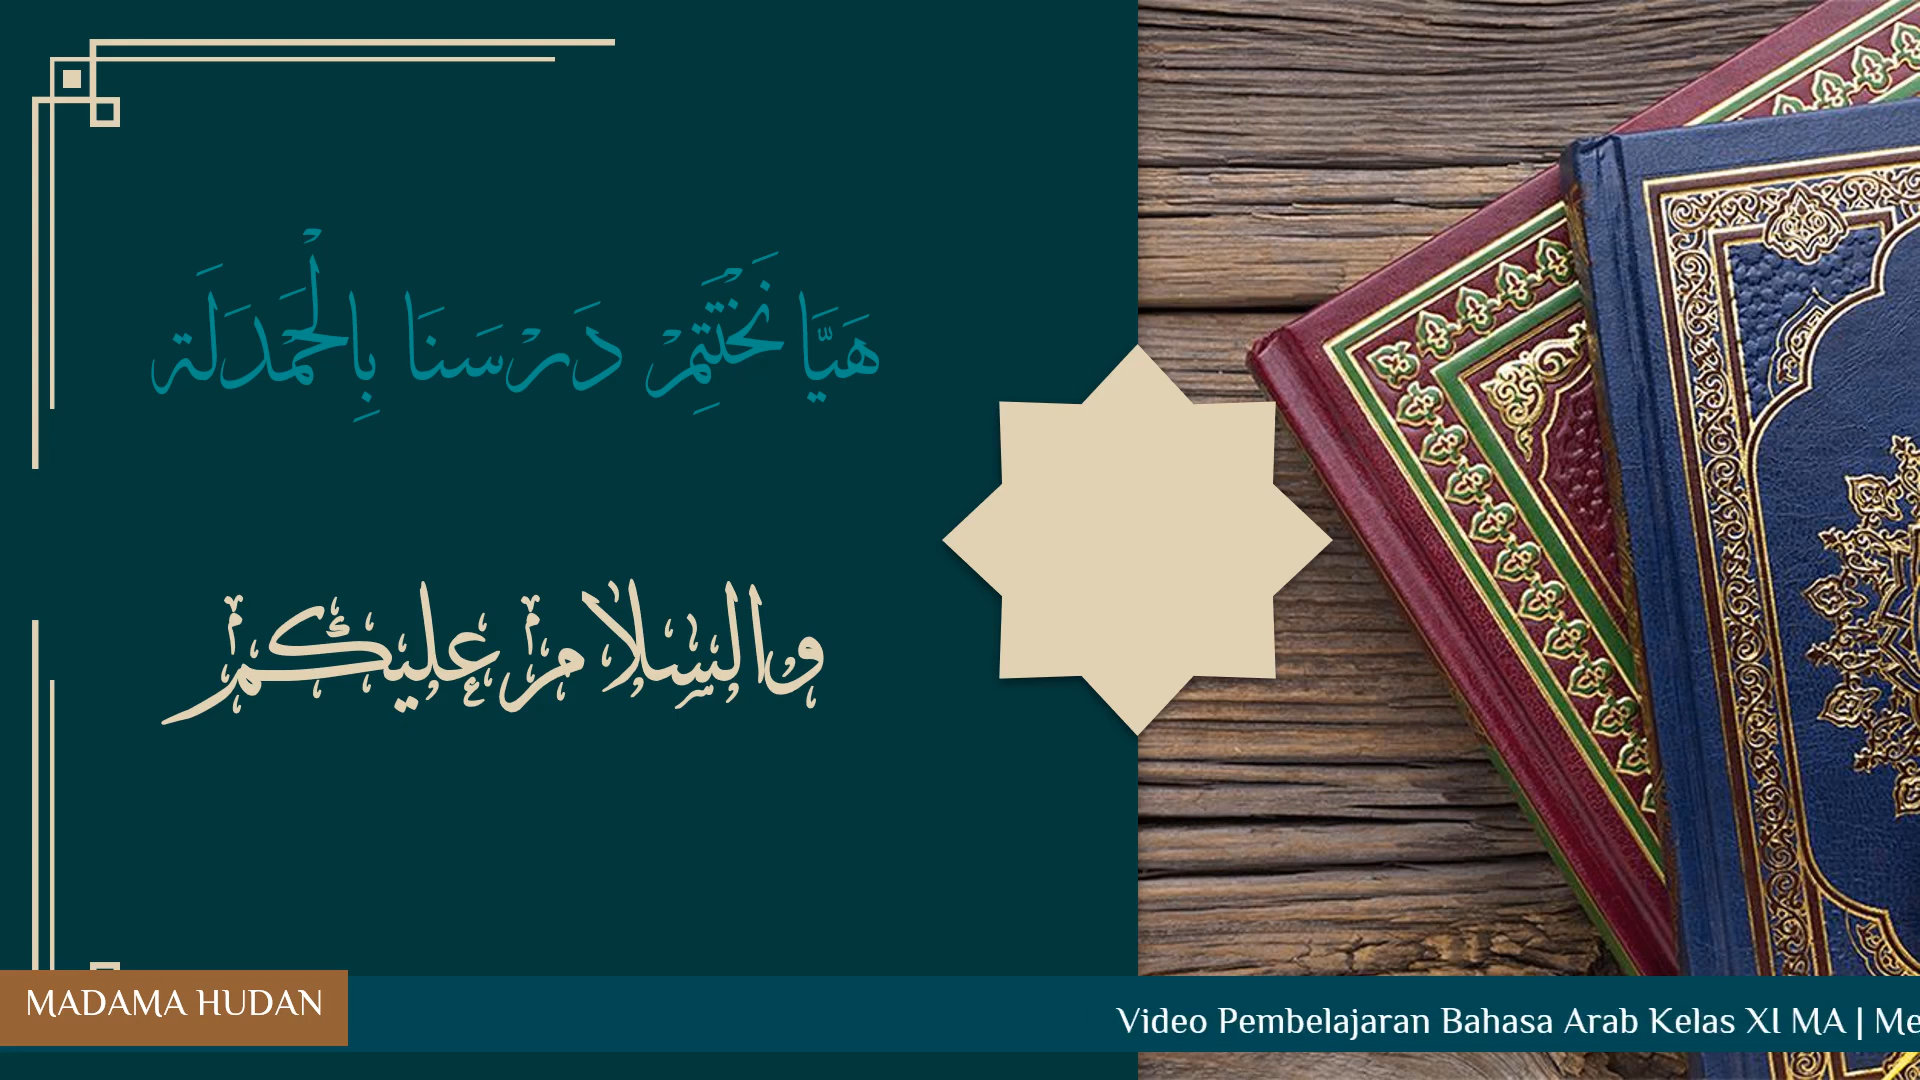 هَيَّا نَخْتَتِمْ دَرْسَنَا بِالْحَمْدَلَة
والسلام عليكم
MADAMA HUDAN
Video Pembelajaran Bahasa Arab Kelas XI MA | Me